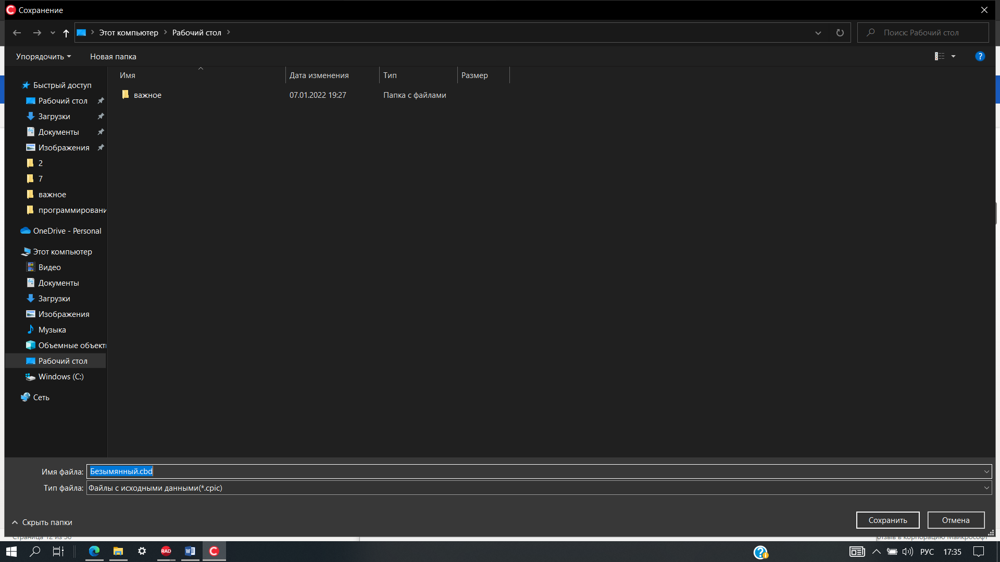 Сохранение
Этот компьютер
Рабочий стол
Поиск: Рабочий стол
Упорядочить
Новая папка
Имя
Дата изменения
Тип
Размер
важное
07.01.2022 19:27
Папка с файлами
Быстрый доступ
Рабочий стол
Загрузки
Документы
Изображения
2
7
важное
программировани
OneDrive - Personal
Этот компьютер
Видео
Документы
Загрузки
Изображения
Музыка
Объемные объект
Рабочий стол
Windows (C:)
Сеть
Имя файла: Безымянный.cbd
Тип файла: Файлы с исходными данными(*.cpic)
Скрыть папки
Сохранить
Отмена
Страница 12 из 36
отзыв в корпорацию Майкрософт
RAD
РУС
17:35